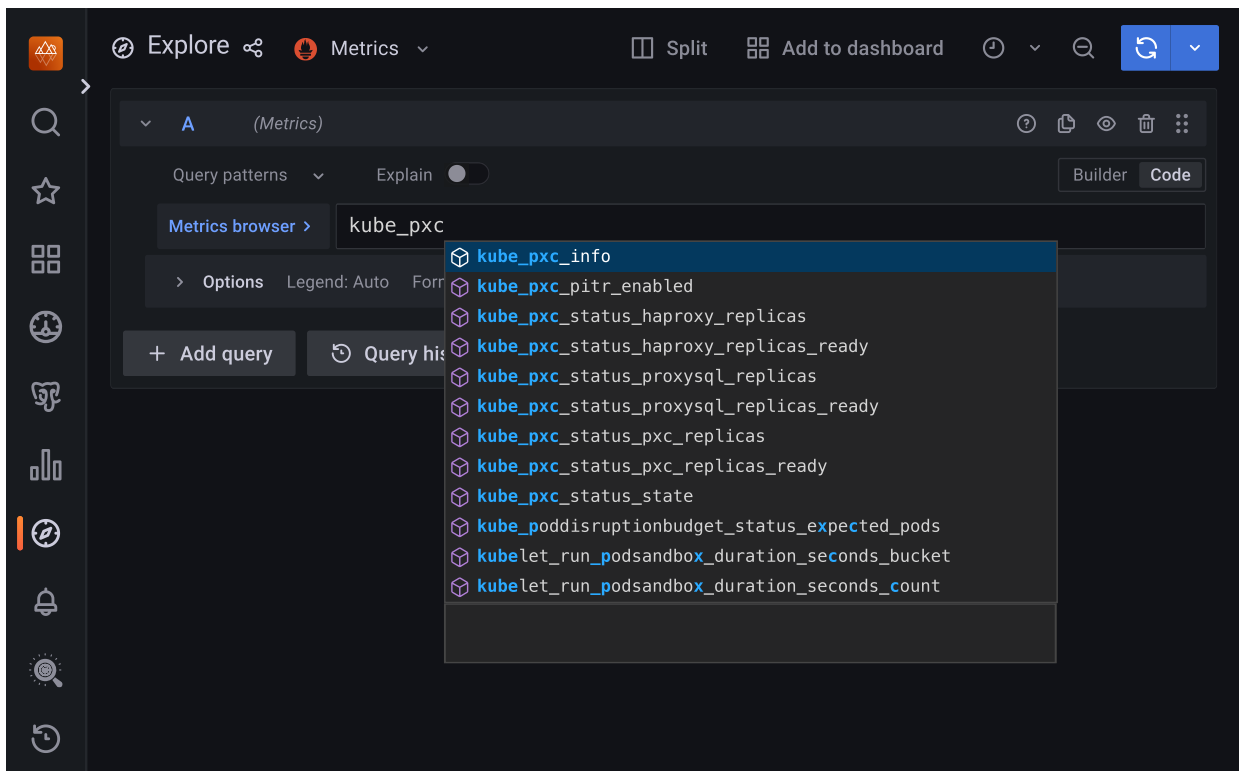 Explore Metrics Split Add to dashboard
A (Metrics)
Query patterns Explain Builder Code
Metrics browser > kube_pxc
kube_pxc_info
Options Legend: Auto
kube_pxc_pitr_enabled
kube_pxc_status_haproxy_replicas
kube_pxc_status_haproxy_replicas_ready
+ Add query Query
kube_pxc_status_proxysql_replicas
kube_pxc_status_proxysql_replicas_ready
kube_pxc_status_pxc_replicas
kube_pxc_status_pxc_replicas_ready
kube_pxc_status_state
kube_poddisruptionbudget_status_expected_pods
kubelet_run_podsandbox_duration_seconds_bucket
kubelet_run_podsandbox_duration_seconds_count